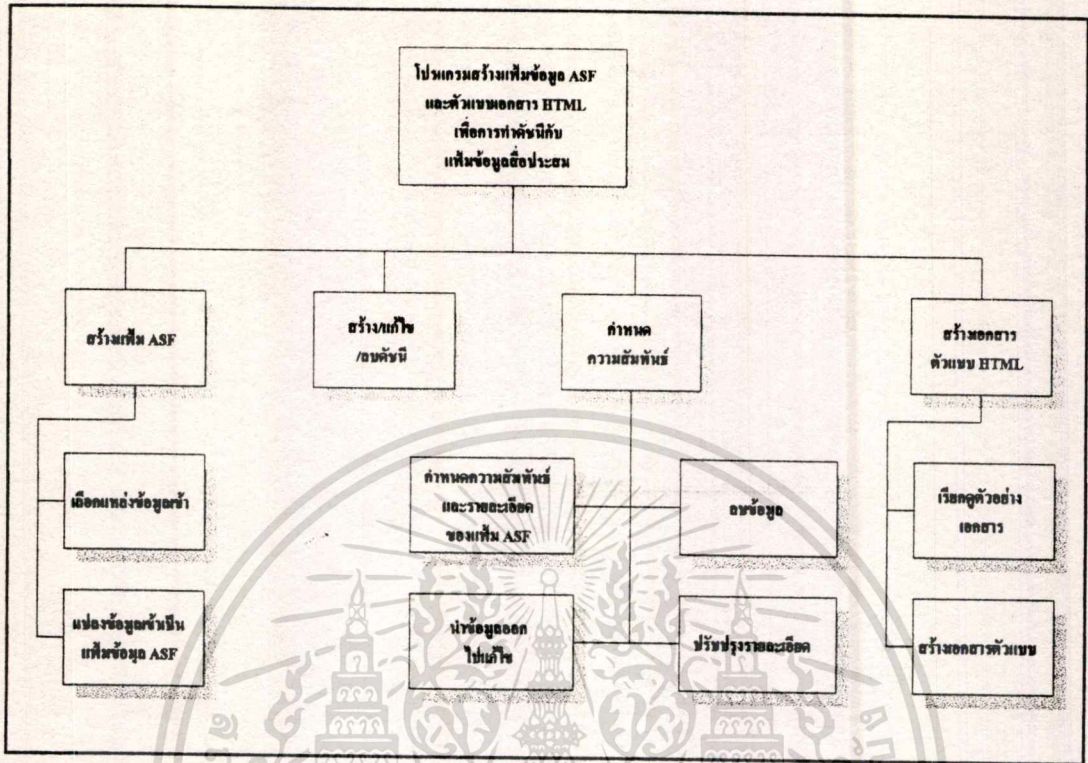 โปรแกรมสร้างแฟ้มข้อมูล ASF
และตัวแบบเอกสาร HTML
เพื่อการทำดัชนีกับ
แฟ้มข้อมูลสื่อประสม
สร้างแฟ้ม ASF
สร้าง/แก้ไข
/ลบดัชนี
กำหนด
ความสัมพันธ์
สร้างเอกสาร
ตัวแบบ HTML
เลือกแหล่งข้อมูลเข้า
กำหนดความสัมพันธ์
และรายละเอียด
ของแฟ้ม ASF
ลบข้อมูล
เรียกดูตัวอย่าง
เอกสาร
แปลงข้อมูลเข้าเป็น
แฟ้มข้อมูล ASF
นำข้อมูลออก
ไปแก้ไข
ปรับปรุงรายละเอียด
สร้างเอกสารตัวแบบ